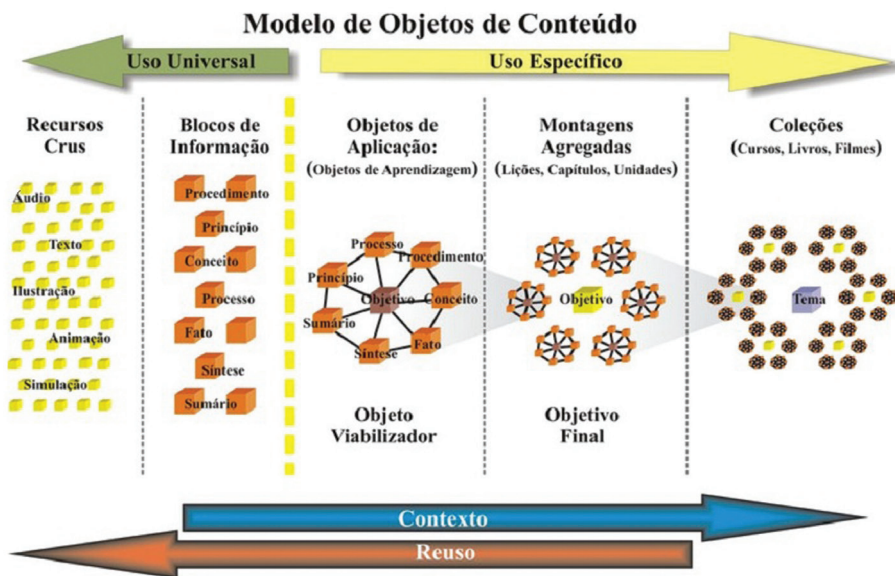 Modelo de Objetos de Conteúdo
Uso Universal
Uso Específico
Recursos
Crus
Áudio
Texto
Ilustração
Animação
Simulação
Blocos de
Informação
Procedimento
Princípio
Conceito
Processo
Fato
Síntese
Sumário
Objetos de
Aplicação:
(Objetos de Aprendizagem)
Processo
Procedimento
Princípio
Objetivo
Conceito
Sumário
Síntese
Fato
Objeto
Viabilizador
Montagens
Agregadas
(Lições, Capítulos, Unidades)
Objetivo
Objetivo
Final
Coleções
(Cursos, Livros, Filmes)
Tema
Contexto
Reuso